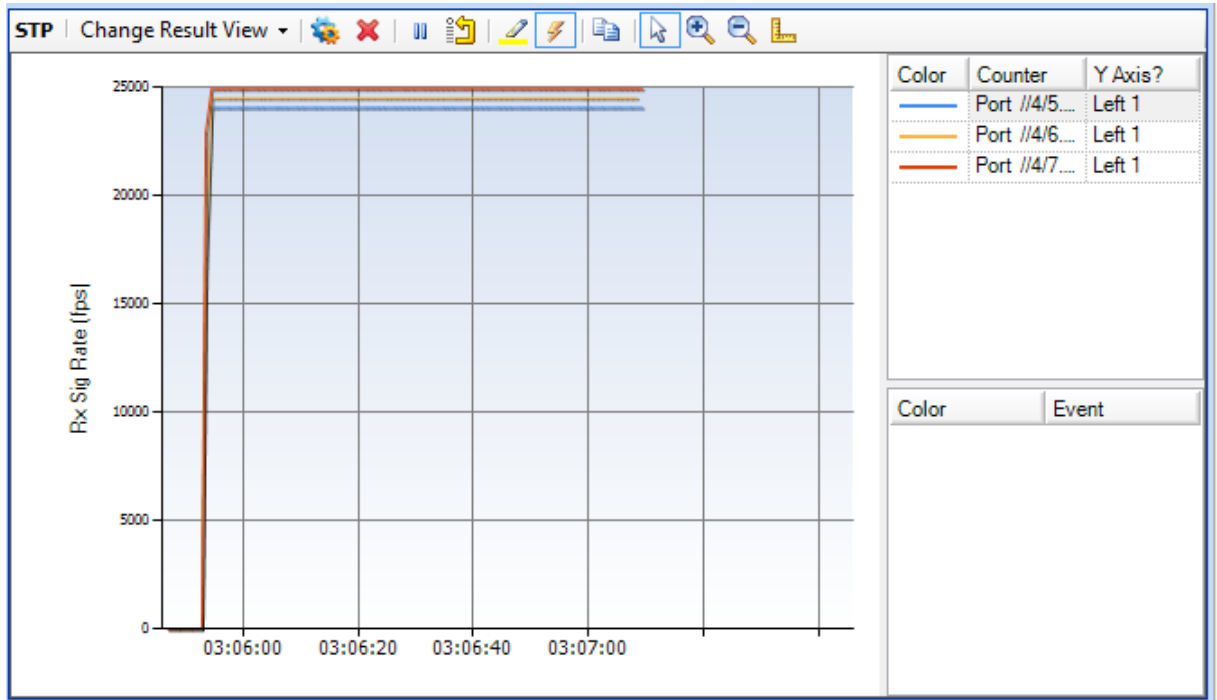 STP Change Result View
25000
20000
15000
10000
5000
0
Rx Sig Rate (fps)
03:06:00 03:06:20 03:06:40 03:07:00
Color Counter Y Axis?
Port //4/5.... Left 1
Port //4/6.... Left 1
Port //4/7.... Left 1
Color Event